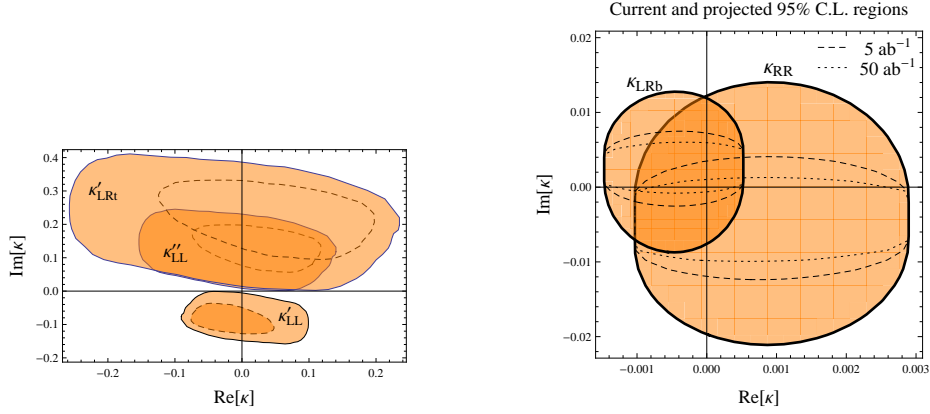 0.4
0.3
0.2
0.1
0.0
-0.1
-0.2
-0.2
-0.1
0.0
0.1
0.2
Im[κ]
Re[κ]
κ′LRt
κ′′LL
κ′LL
Current and projected 95% C.L. regions
5 ab⁻¹
50 ab⁻¹
κLRb
κRR
0.02
0.01
0.00
-0.01
-0.02
-0.001
0.000
0.001
0.002
0.003
Im[κ]
Re[κ]